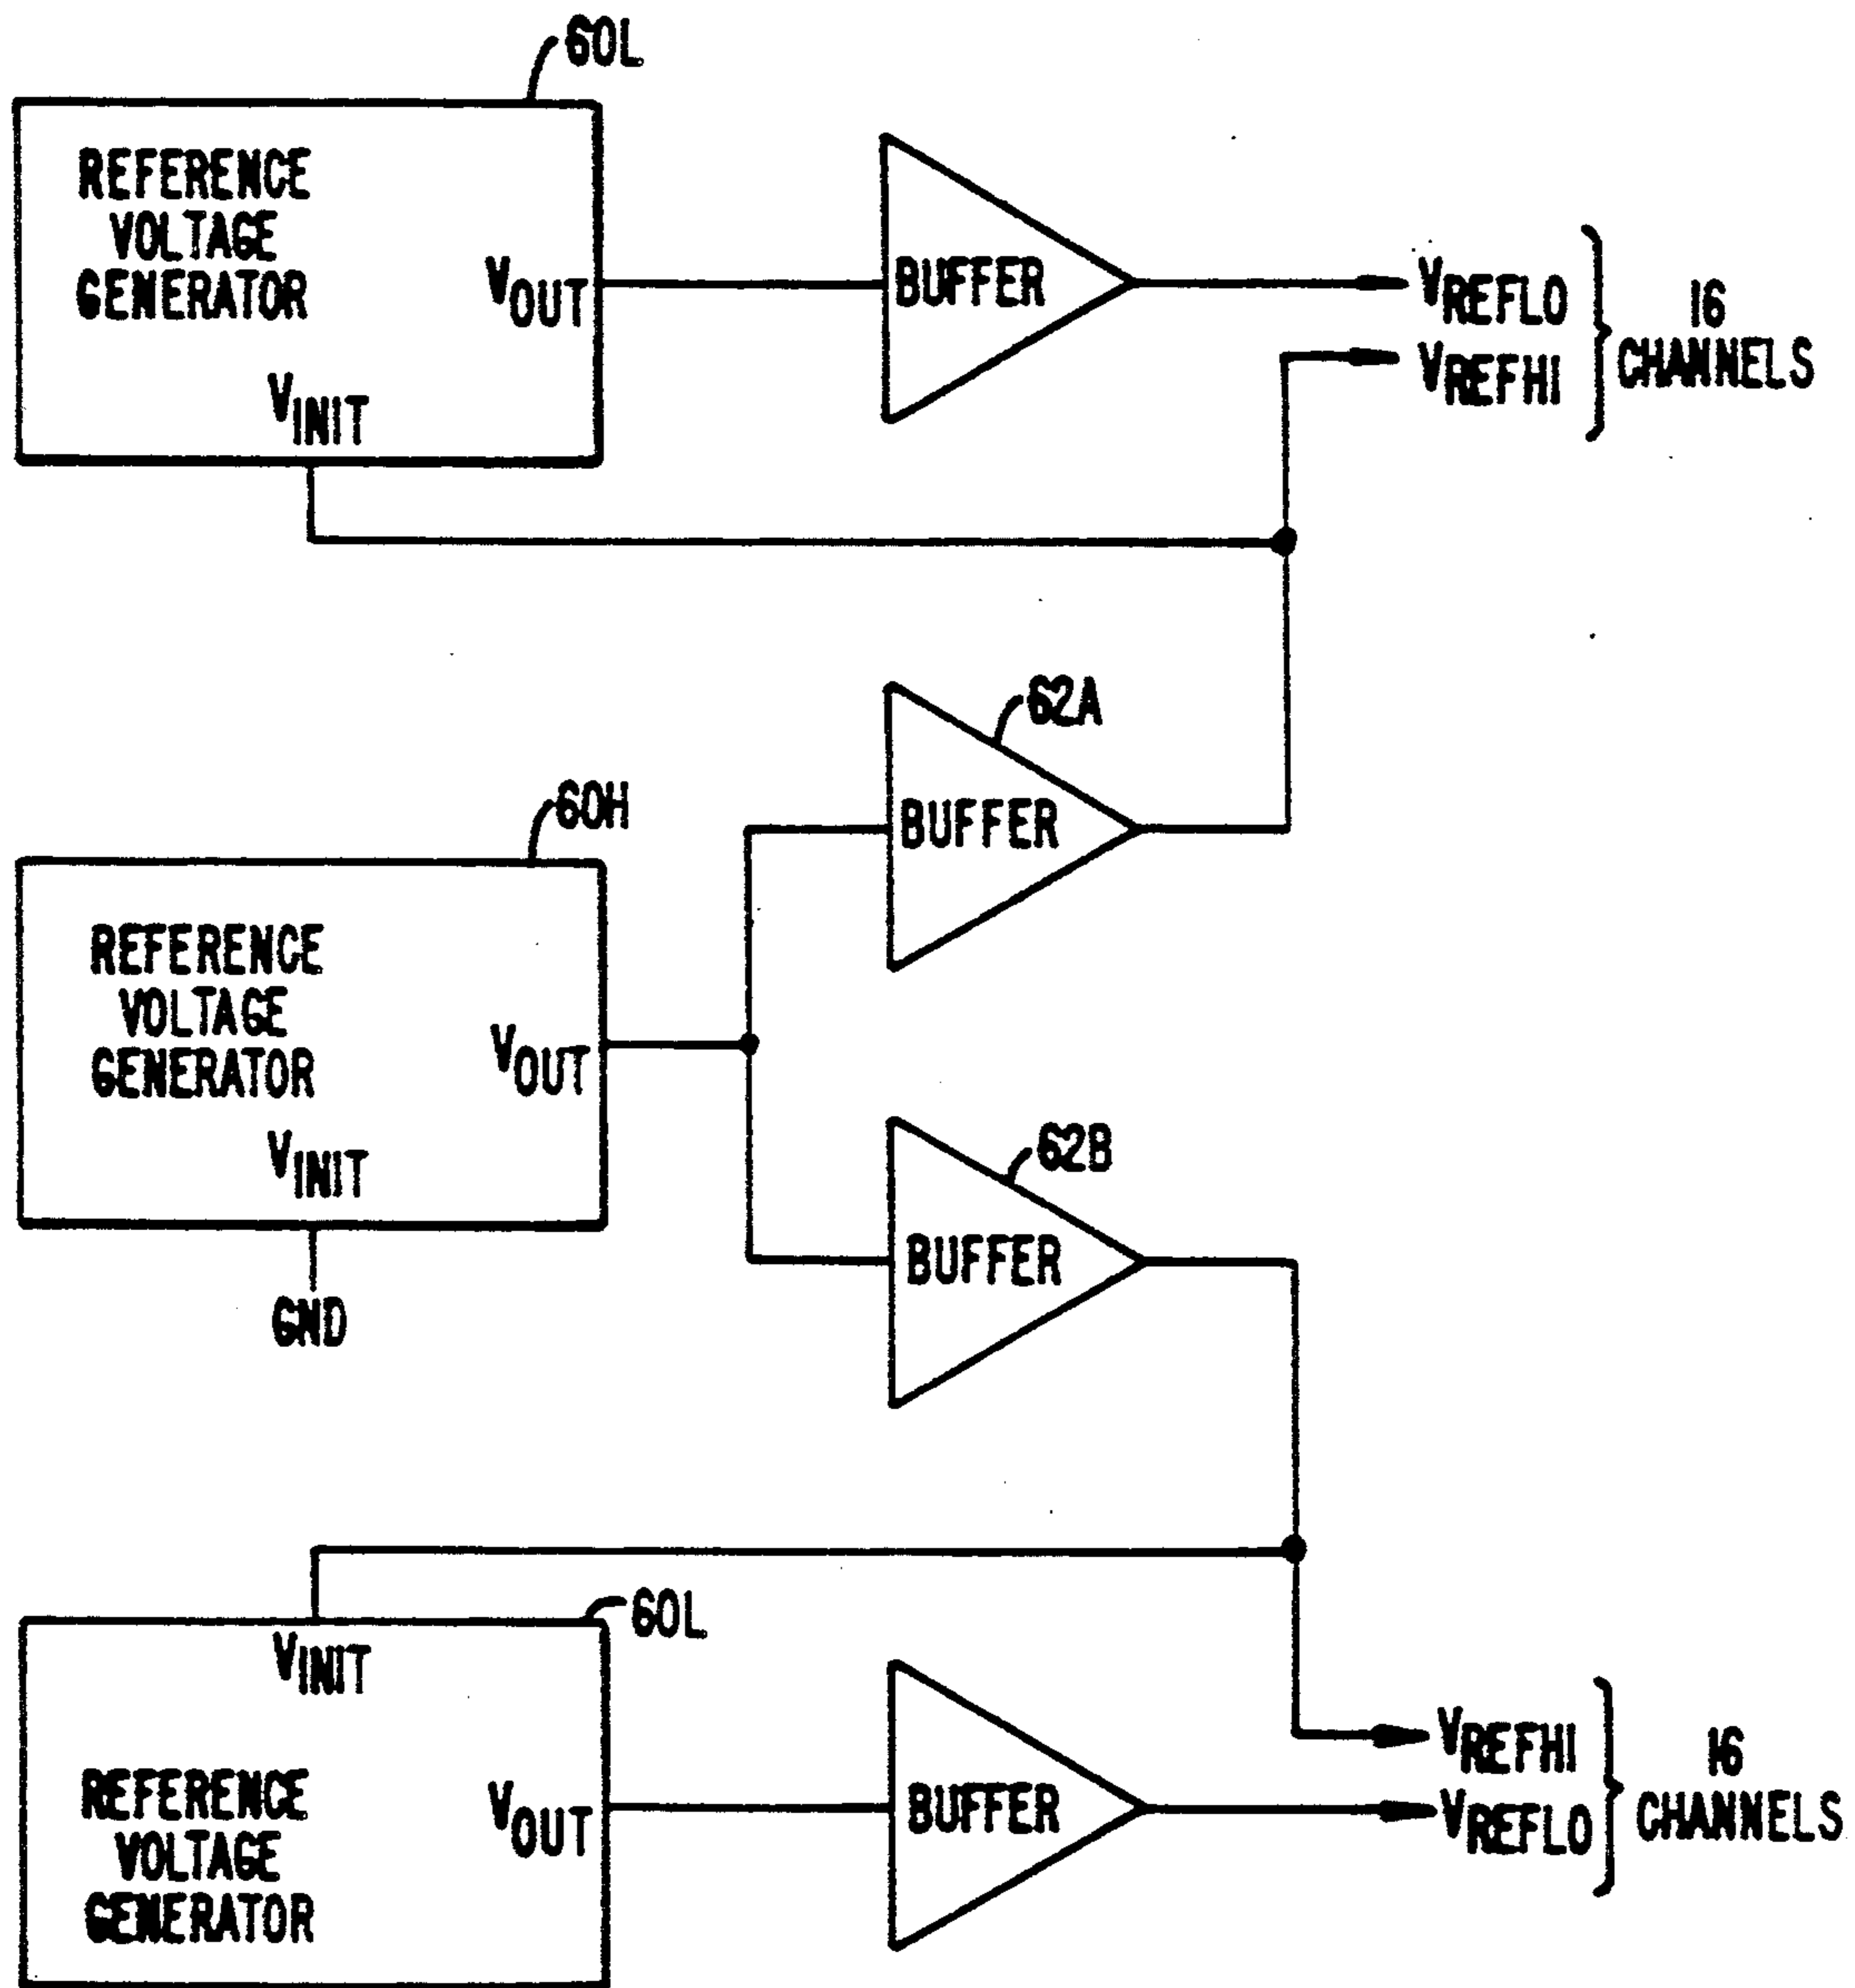 60L
REFERENCE
VOLTAGE
GENERATOR
VOUT
VINIT
BUFFER
VREFLO
VREFHI
16
CHANNELS
62A
BUFFER
60H
REFERENCE
VOLTAGE
GENERATOR
VOUT
VINIT
GND
62B
BUFFER
60L
VINIT
REFERENCE
VOLTAGE
GENERATOR
VOUT
BUFFER
VREFHI
VREFLO
16
CHANNELS